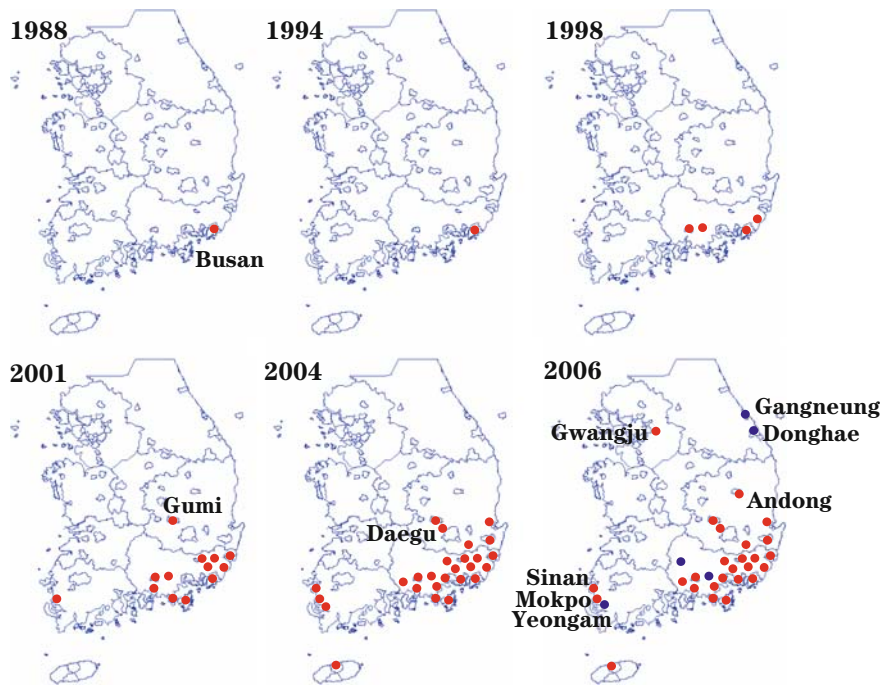 1988
1994
1998
Busan
2001
2004
2006
Gangneung
Gwangju
Donghae
Gumi
Andong
Daegu
Sinan
Mokpo
Yeongam